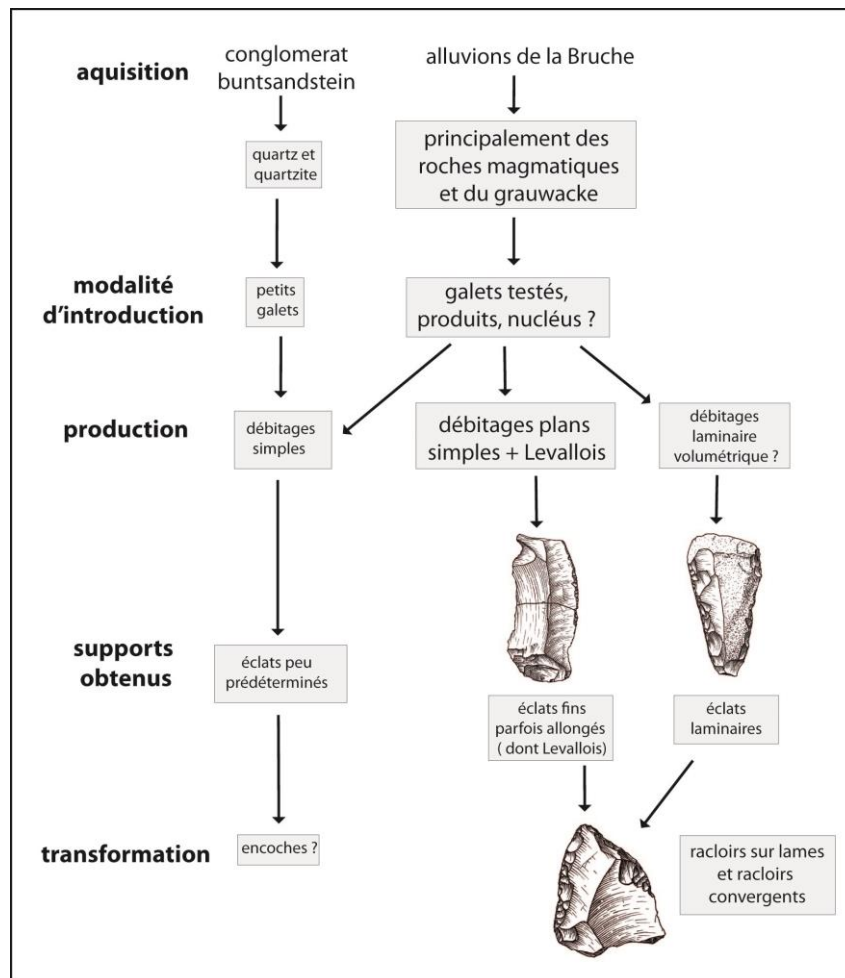 aquisition
conglomerat
buntsandstein
alluvions de la Bruche
quartz et
quartzite
principalement des
roches magmatiques
et du grauwacke
modalité
d'introduction
petits
galets
galets testés,
produits, nucléus ?
production
débitages
simples
débitages plans
simples + Levallois
débitages
laminaire
volumétrique ?
supports
obtenus
éclats peu
prédéterminés
éclats fins
parfois allongés
( dont Levallois)
éclats
laminaires
transformation
encoches ?
racloirs sur lames
et racloirs
convergents